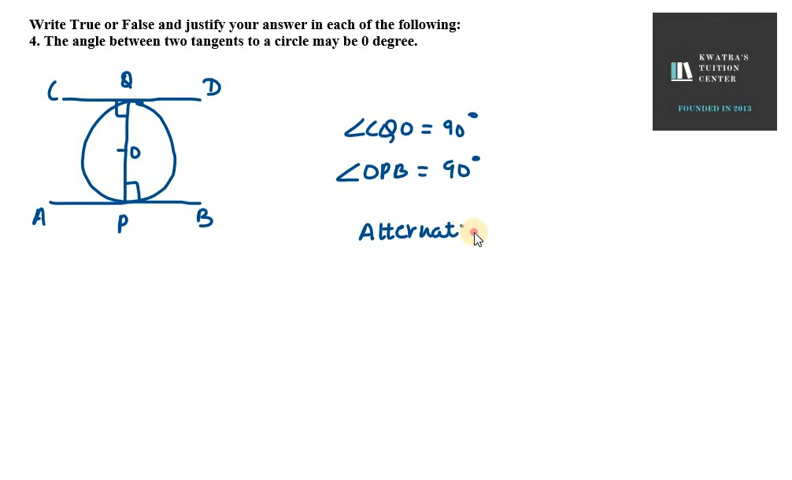 Write True or False and justify your answer in each of the following:
4. The angle between two tangents to a circle may be 0 degree.
KWATRA'S
TUITION
CENTER
FOUNDED IN 2013
C Q D
∠CQO = 90°
O
∠OPB = 90°
A P B
Alternati